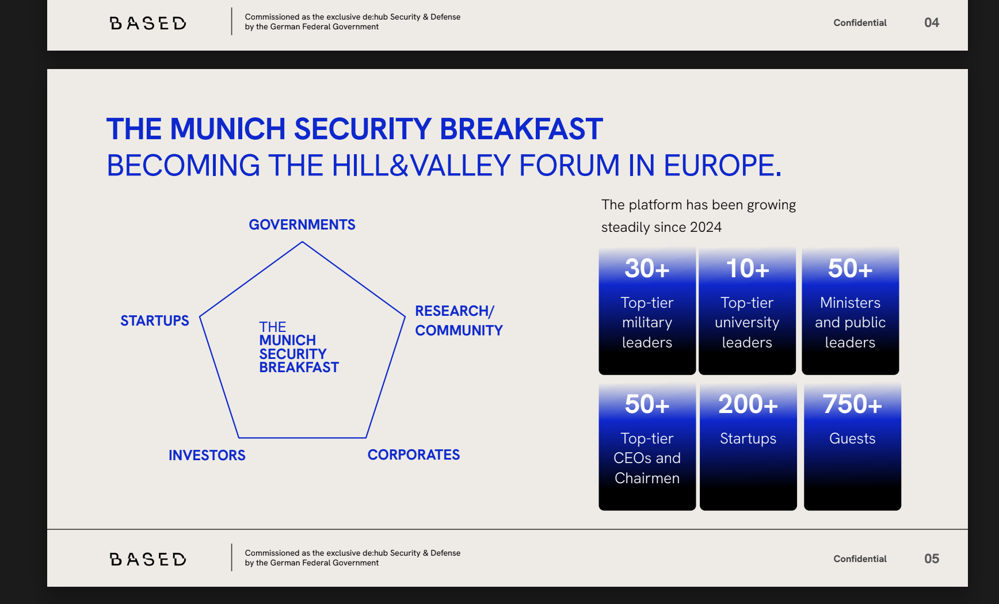 BASED
Commissioned as the exclusive de:hub Security & Defense
by the German Federal Government
Confidential
04
THE MUNICH SECURITY BREAKFAST
BECOMING THE HILL&VALLEY FORUM IN EUROPE.
GOVERNMENTS
STARTUPS
RESEARCH/
COMMUNITY
THE
MUNICH
SECURITY
BREAKFAST
INVESTORS
CORPORATES
The platform has been growing
steadily since 2024
30+
Top-tier
military
leaders
10+
Top-tier
university
leaders
50+
Ministers
and public
leaders
50+
Top-tier
CEOs and
Chairmen
200+
Startups
750+
Guests
BASED
Commissioned as the exclusive de:hub Security & Defense
by the German Federal Government
Confidential
05